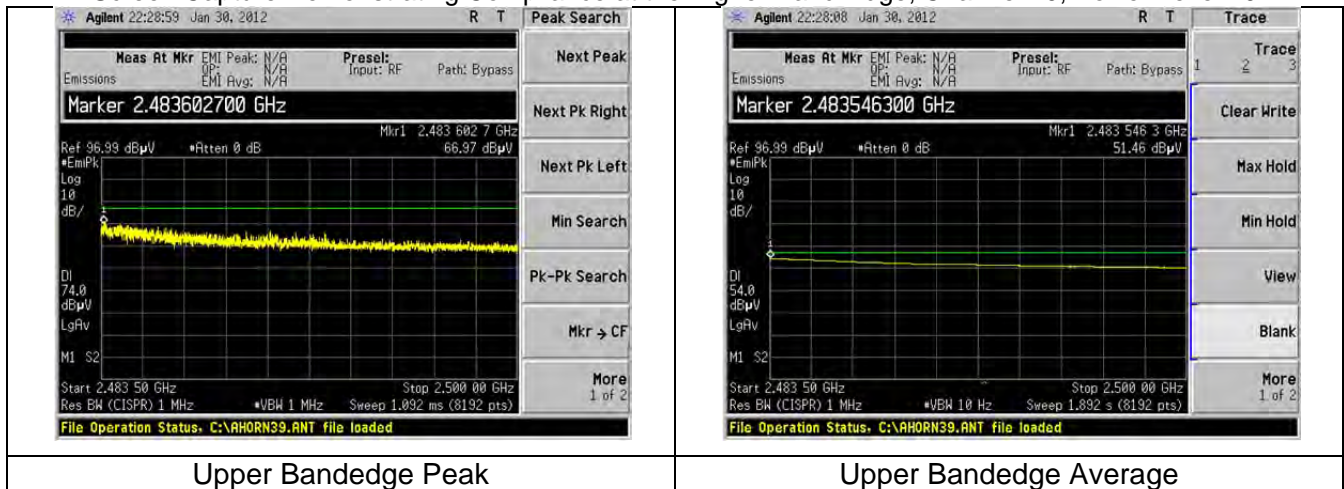 Agilent 22:28:59 Jan 30, 2012 R T
Peak Search
Meas At Mkr EMI Peak: N/A Presel:
QP: N/A Input: RF Path: Bypass
Emissions EMI Avg: N/A
Marker 2.483602700 GHz
Mkr1 2.483 602 7 GHz
Ref 96.99 dBµV #Atten 0 dB 66.97 dBµV
#EmiPk
Log
10
dB/
1
DI
74.0
dBµV
LgAv
M1 S2
Start 2.483 50 GHz Stop 2.500 00 GHz
Res BW (CISPR) 1 MHz #VBW 1 MHz Sweep 1.092 ms (8192 pts)
File Operation Status, C:\AHORN39.ANT file loaded
Next Peak
Next Pk Right
Next Pk Left
Min Search
Pk-Pk Search
Mkr → CF
More
1 of 2
Upper Bandedge Peak
Agilent 22:28:08 Jan 30, 2012 R T
Trace
Meas At Mkr EMI Peak: N/A Presel:
QP: N/A Input: RF Path: Bypass
Emissions EMI Avg: N/A
Marker 2.483546300 GHz
Mkr1 2.483 546 3 GHz
Ref 96.99 dBµV #Atten 0 dB 51.46 dBµV
#EmiPk
Log
10
dB/
1
DI
54.0
dBµV
LgAv
M1 S2
Start 2.483 50 GHz Stop 2.500 00 GHz
Res BW (CISPR) 1 MHz #VBW 10 Hz Sweep 1.892 s (8192 pts)
File Operation Status, C:\AHORN39.ANT file loaded
Trace
1 2 3
Clear Write
Max Hold
Min Hold
View
Blank
More
1 of 2
Upper Bandedge Average